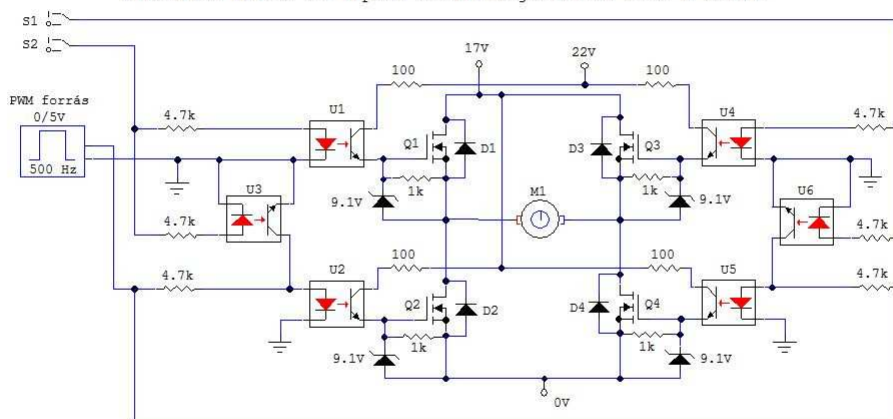 S1
S2
PWM forrás
0/5V
500 Hz
4.7k
4.7k
4.7k
U1
U3
U2
100
100
17v
22v
100
100
Q1
D1
1k
9.1V
Q2
D2
1k
9.1V
M1
0V
D3
Q3
1k
9.1V
D4
Q4
1k
9.1V
U4
U6
U5
4.7k
4.7k
4.7k